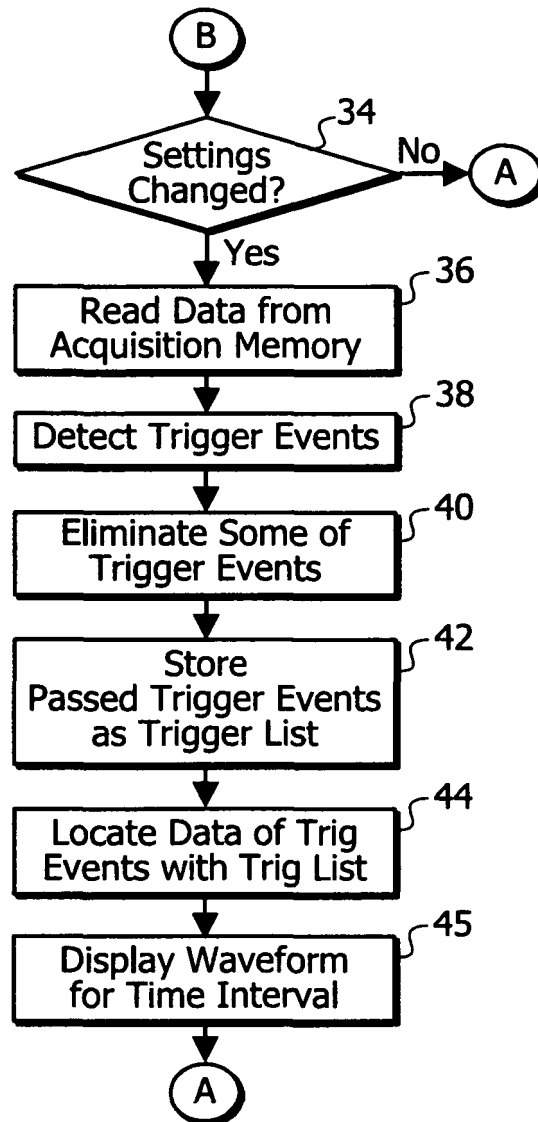 B
34
Settings
Changed?
No
A
Yes
36
Read Data from
Acquisition Memory
38
Detect Trigger Events
40
Eliminate Some of
Trigger Events
42
Store
Passed Trigger Events
as Trigger List
44
Locate Data of Trig
Events with Trig List
45
Display Waveform
for Time Interval
A